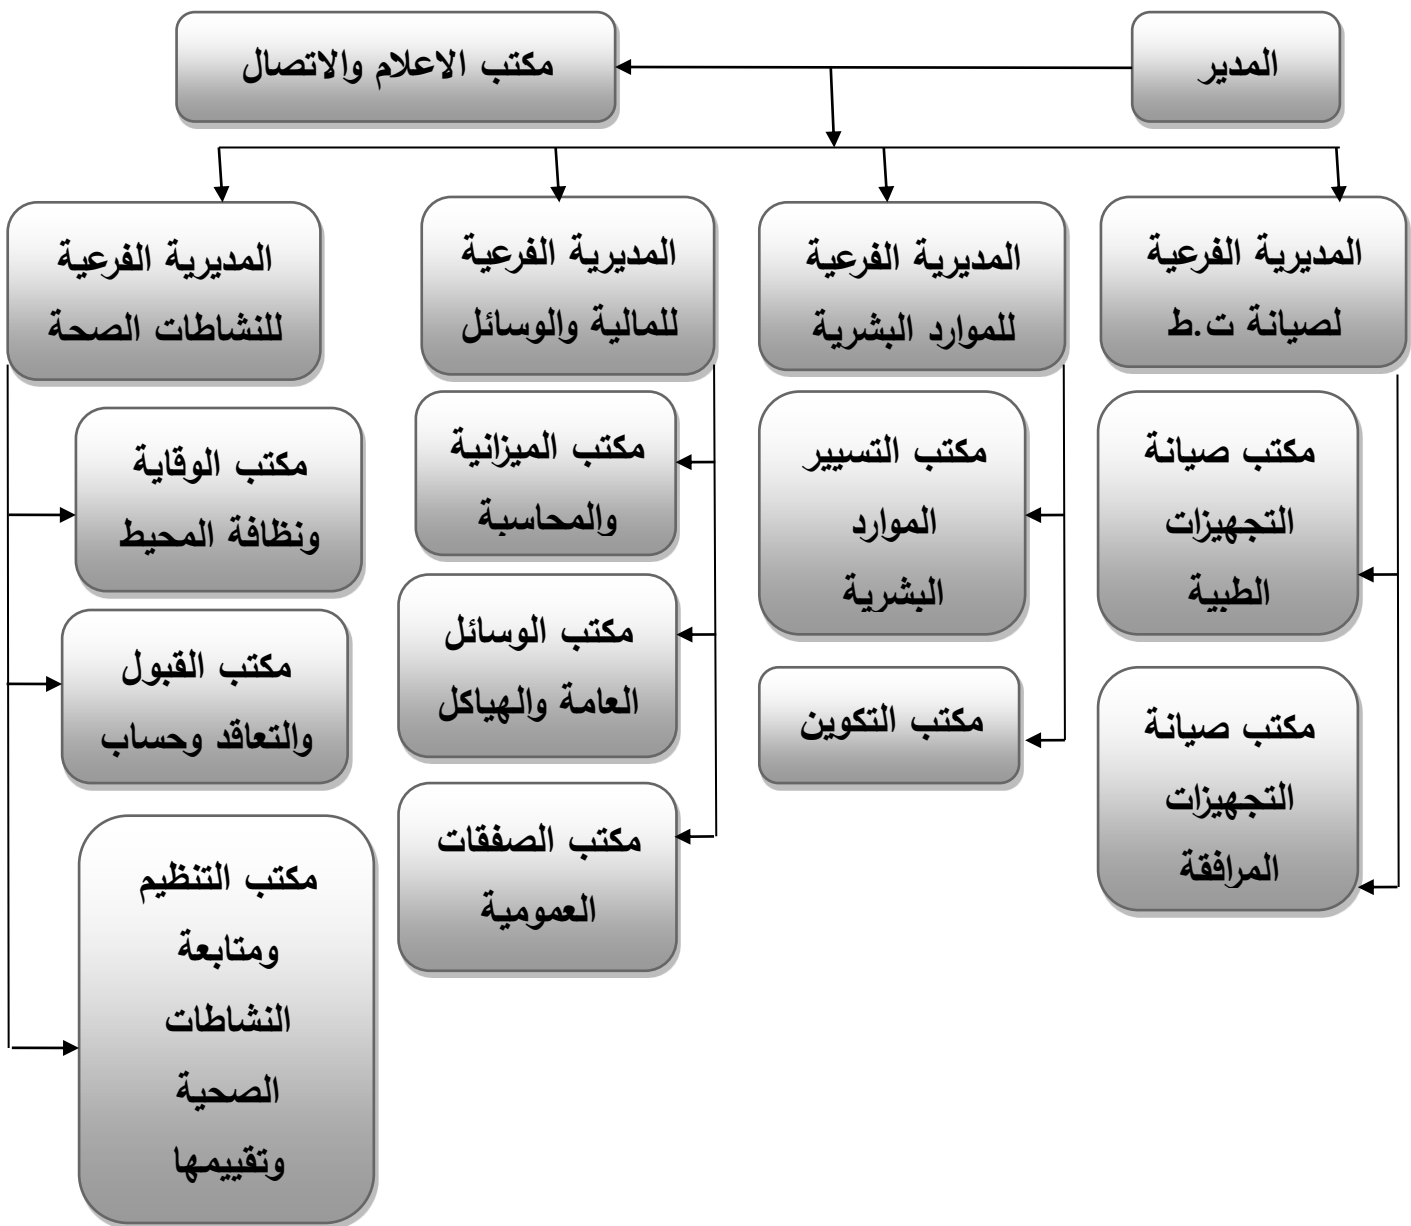 المدير
مكتب الاعلام والاتصال
المديرية الفرعية
لصيانة ت.ط
المديرية الفرعية
للموارد البشرية
المديرية الفرعية
للمالية والوسائل
المديرية الفرعية
للنشاطات الصحة
مكتب صيانة
التجهيزات
الطبية
مكتب صيانة
التجهيزات
المرافقة
مكتب التسيير
الموارد
البشرية
مكتب التكوين
مكتب الميزانية
والمحاسبة
مكتب الوسائل
العامة والهياكل
مكتب الصفقات
العمومية
مكتب الوقاية
ونظافة المحيط
مكتب القبول
والتعاقد وحساب
مكتب التنظيم
ومتابعة
النشاطات
الصحية
وتقييمها